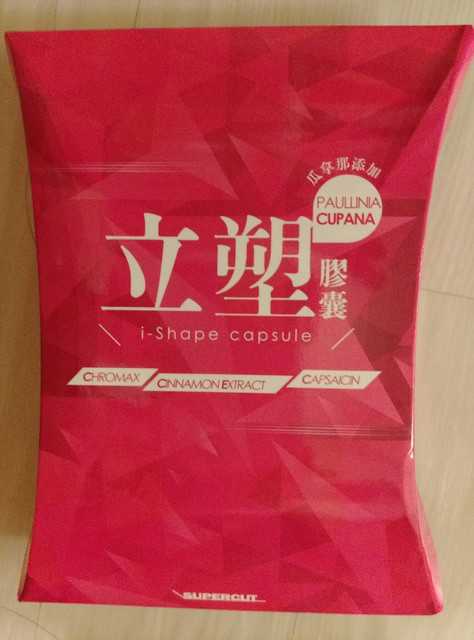 瓜拿那添加
PAULLINIA
CUPANA
立塑
膠囊
i-Shape capsule
CHROMAX
CINNAMON EXTRACT
CAPSAICIN
SUPERCUT